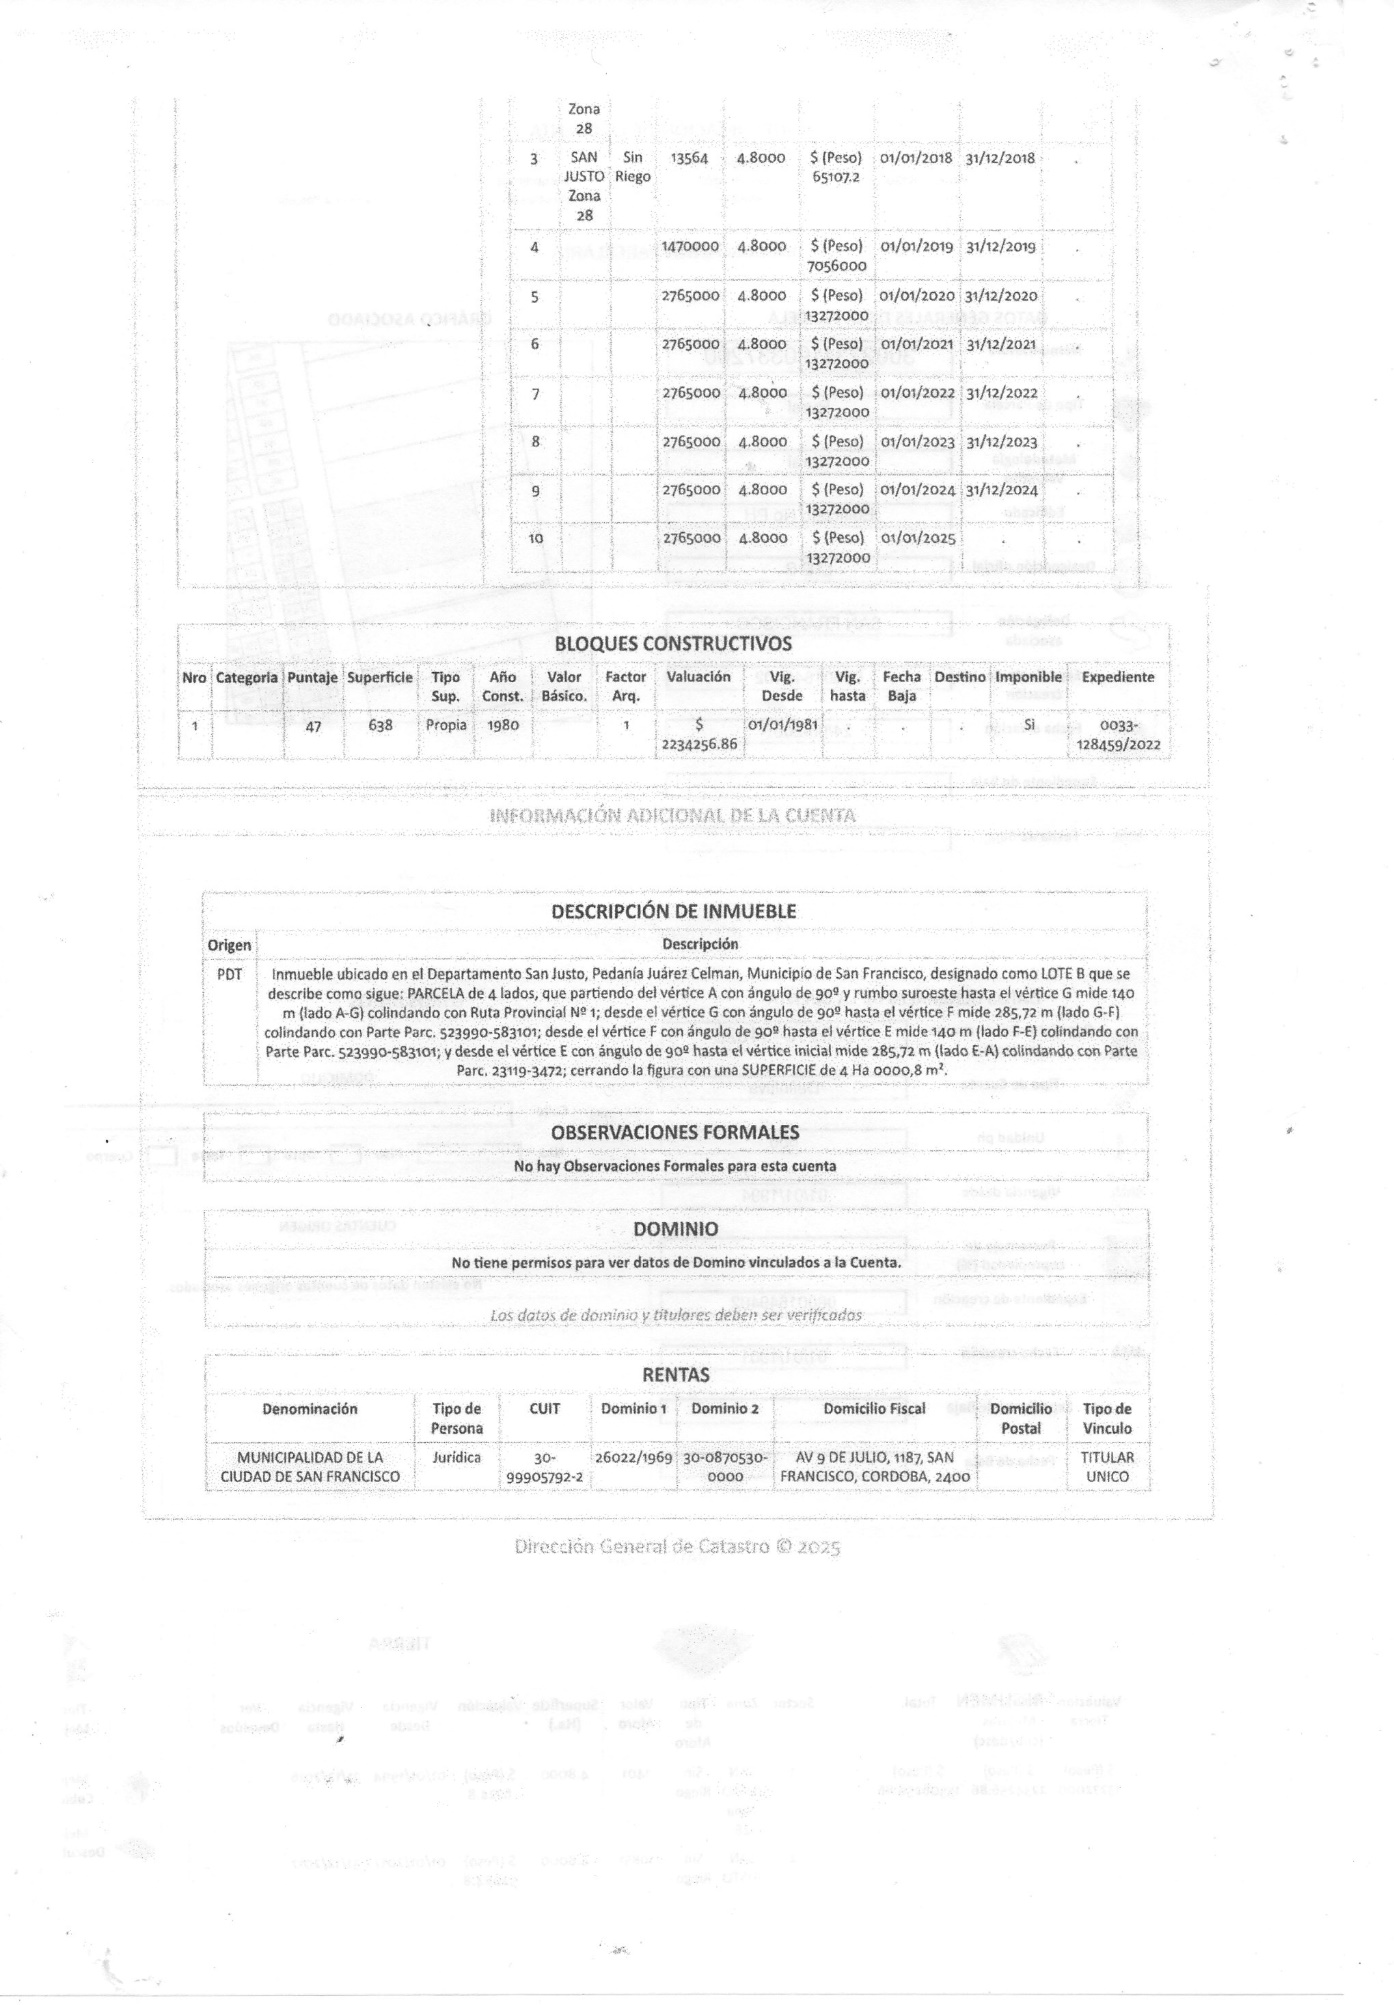 Zona
28
3 SAN Sin 13564 4.8000 $ (Peso) 01/01/2018 31/12/2018 .
JUSTO Riego 65107.2
Zona
28
4 1470000 4.8000 $ (Peso) 01/01/2019 31/12/2019 .
7056000
5 2765000 4.8000 $ (Peso) 01/01/2020 31/12/2020 .
13272000
6 2765000 4.8000 $ (Peso) 01/01/2021 31/12/2021 .
13272000
7 2765000 4.8000 $ (Peso) 01/01/2022 31/12/2022 .
13272000
8 2765000 4.8000 $ (Peso) 01/01/2023 31/12/2023 .
13272000
9 2765000 4.8000 $ (Peso) 01/01/2024 31/12/2024 .
13272000
10 2765000 4.8000 $ (Peso) 01/01/2025 . .
13272000
BLOQUES CONSTRUCTIVOS
Nro Categoria Puntaje Superficie Tipo Año Valor Factor Valuación Vig. Vig. Fecha Destino Imponible Expediente
Sup. Const. Básico. Arq. Desde hasta Baja
1 47 638 Propia 1980 1 $ 01/01/1981 . . . Si 0033-
2234256.86 128459/2022
INFORMACIÓN ADICIONAL DE LA CUENTA
DESCRIPCIÓN DE INMUEBLE
Origen Descripción
PDT Inmueble ubicado en el Departamento San Justo, Pedanía Juárez Celman, Municipio de San Francisco, designado como LOTE B que se
describe como sigue: PARCELA de 4 lados, que partiendo del vértice A con ángulo de 90º y rumbo suroeste hasta el vértice G mide 140
m (lado A-G) colindando con Ruta Provincial Nº 1; desde el vértice G con ángulo de 90º hasta el vértice F mide 285,72 m (lado G-F)
colindando con Parte Parc. 523990-583101; desde el vértice F con ángulo de 90º hasta el vértice E mide 140 m (lado F-E) colindando con
Parte Parc. 523990-583101; y desde el vértice E con ángulo de 90º hasta el vértice inicial mide 285,72 m (lado E-A) colindando con Parte
Parc. 23119-3472; cerrando la figura con una SUPERFICIE de 4 Ha 0000,8 m².
OBSERVACIONES FORMALES
No hay Observaciones Formales para esta cuenta
DOMINIO
No tiene permisos para ver datos de Domino vinculados a la Cuenta.
Los datos de dominio y titulares deben ser verificados
RENTAS
Denominación Tipo de CUIT Dominio 1 Dominio 2 Domicilio Fiscal Domicilio Tipo de
Persona Postal Vinculo
MUNICIPALIDAD DE LA Jurídica 30- 26022/1969 30-0870530- AV 9 DE JULIO, 1187, SAN TITULAR
CIUDAD DE SAN FRANCISCO 99905792-2 0000 FRANCISCO, CORDOBA, 2400 UNICO
Dirección General de Catastro © 2025